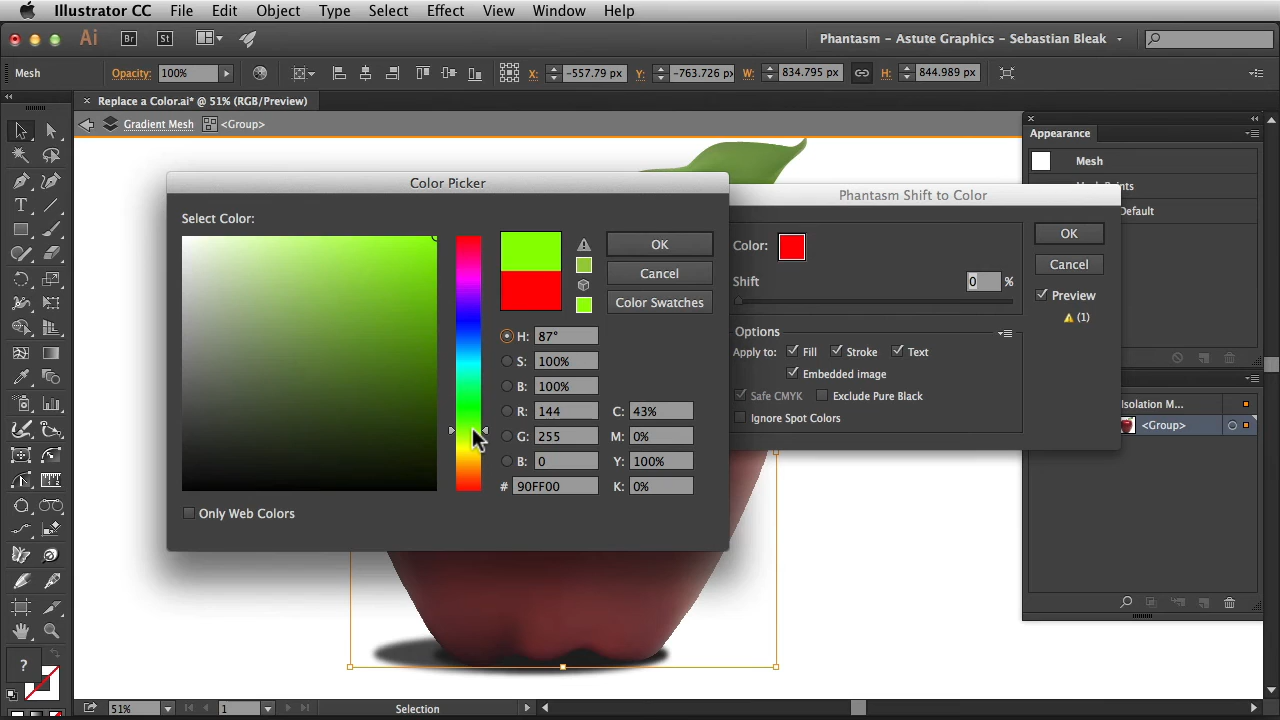 Illustrator CC File Edit Object Type Select Effect View Window Help
Ai Br St Phantasm – Astute Graphics – Sebastian Bleak
Mesh Opacity: 100% X: -557.79 px Y: -763.726 px W: 834.795 px H: 844.989 px
× Replace a Color.ai* @ 51% (RGB/Preview)
Gradient Mesh <Group>
Appearance
Mesh
Default
Color Picker
Select Color:
OK
Cancel
Color Swatches
H: 87°
S: 100%
B: 100%
R: 144 C: 43%
G: 255 M: 0%
B: 0 Y: 100%
# 90FF00 K: 0%
Only Web Colors
Phantasm Shift to Color
Color:
Shift 0 %
OK
Cancel
Preview
(1)
Options
Apply to: Fill Stroke Text
Embedded image
Safe CMYK Exclude Pure Black
Ignore Spot Colors
Isolation M...
<Group>
?
51% 1 Selection